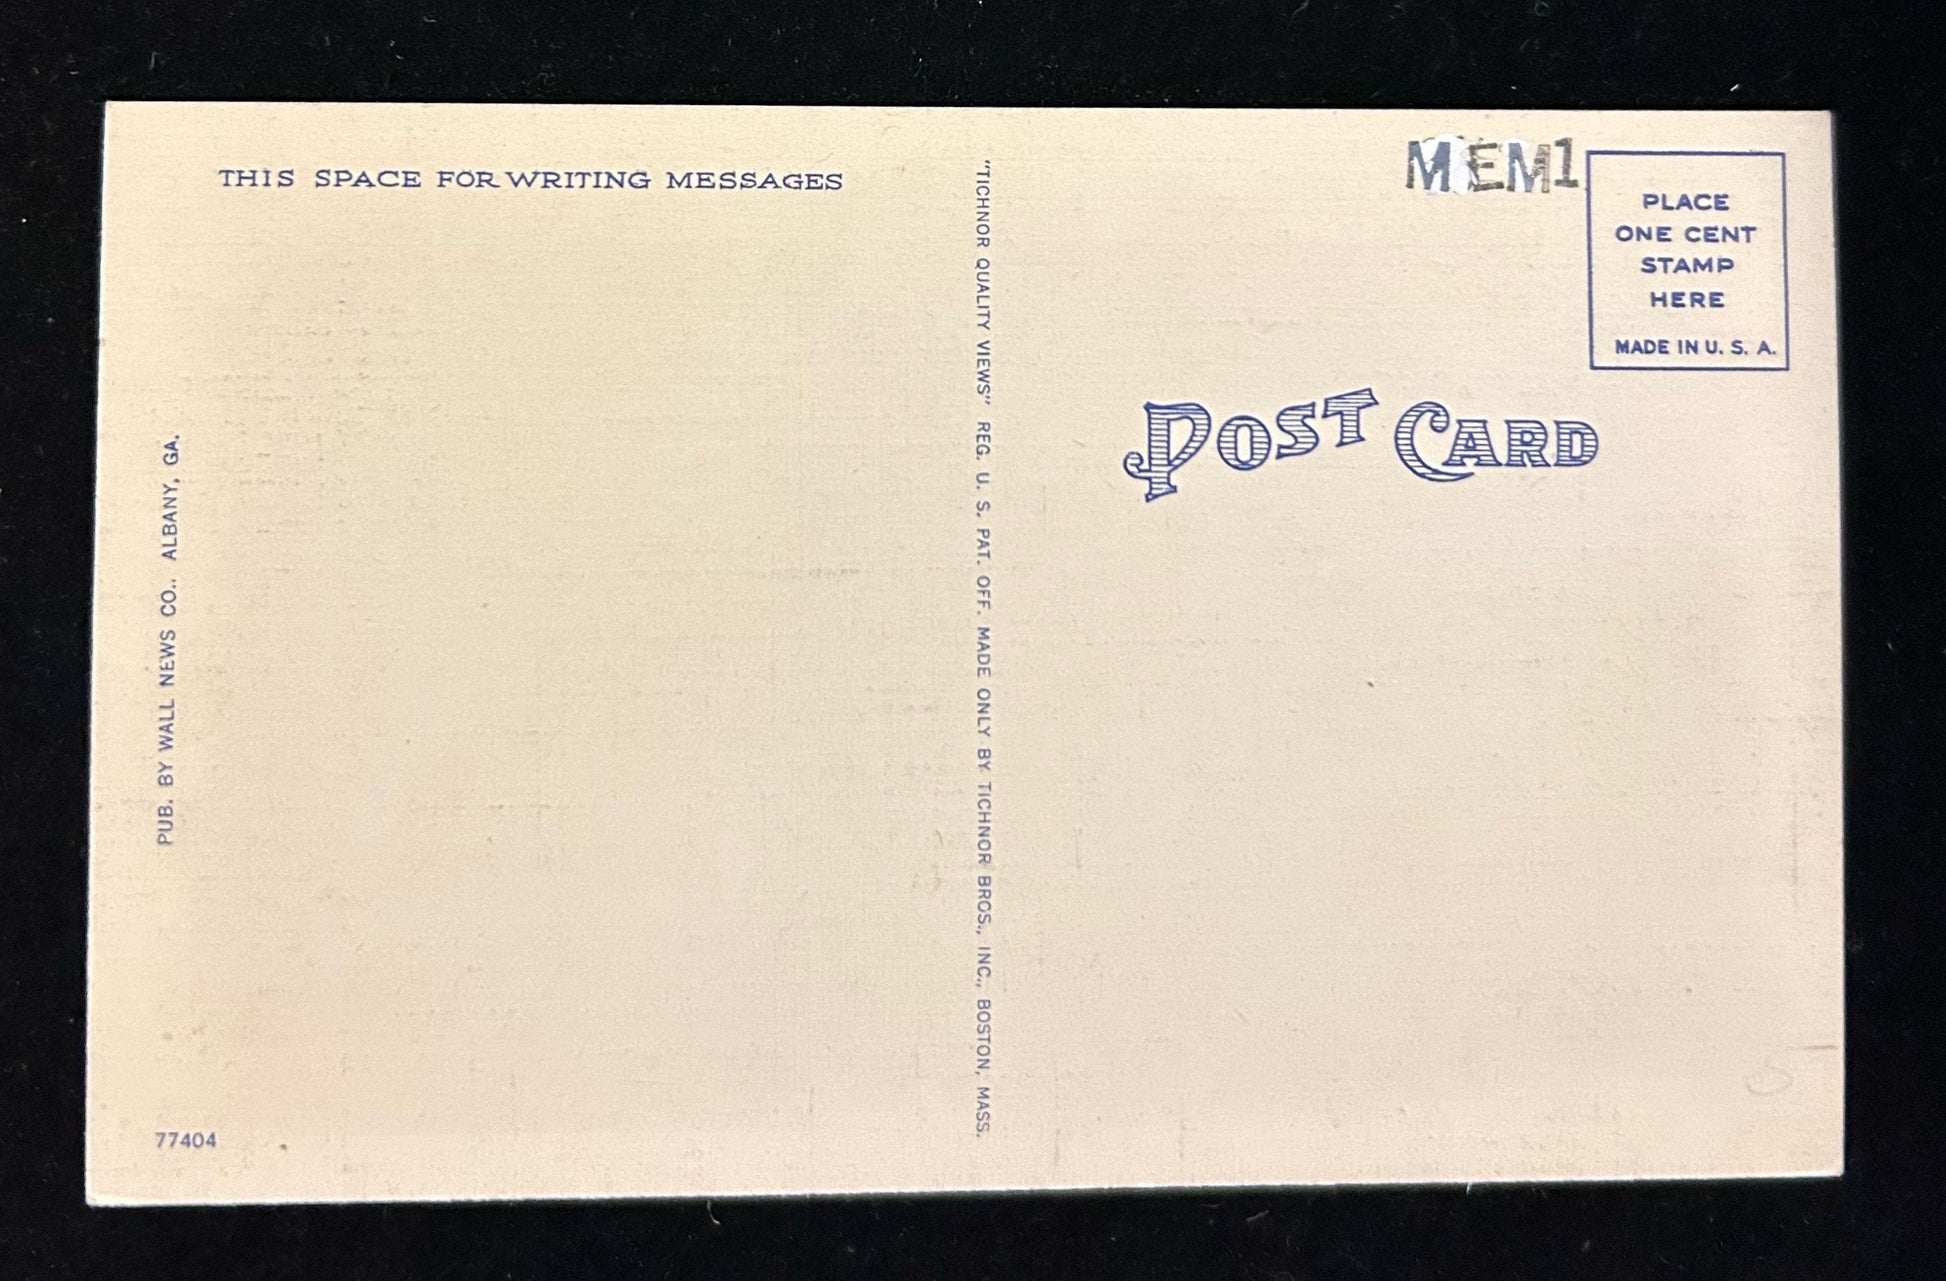 THIS SPACE FOR WRITING MESSAGES
PUB. BY WALL NEWS CO., ALBANY, GA.
77404
"TICHNOR QUALITY VIEWS" REG. U. S. PAT. OFF. MADE ONLY BY TICHNOR BROS., INC., BOSTON, MASS.
MEM1
PLACE
ONE CENT
STAMP
HERE
MADE IN U. S. A.
POST CARD